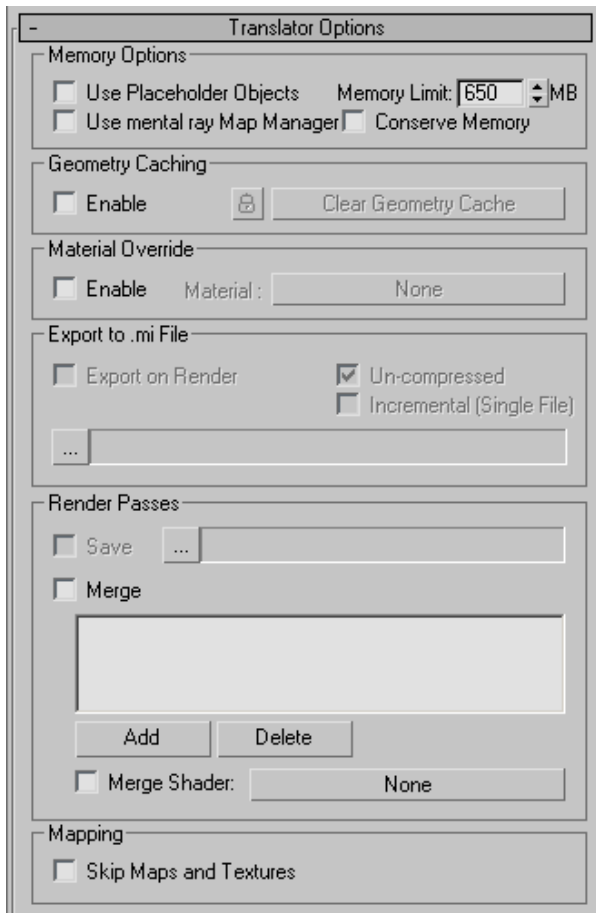 - Translator Options
Memory Options
Use Placeholder Objects Memory Limit: 650 MB
Use mental ray Map Manager Conserve Memory
Geometry Caching
Enable Clear Geometry Cache
Material Override
Enable Material : None
Export to .mi File
Export on Render Un-compressed
Incremental (Single File)
...
Render Passes
Save ...
Merge
Add Delete
Merge Shader: None
Mapping
Skip Maps and Textures